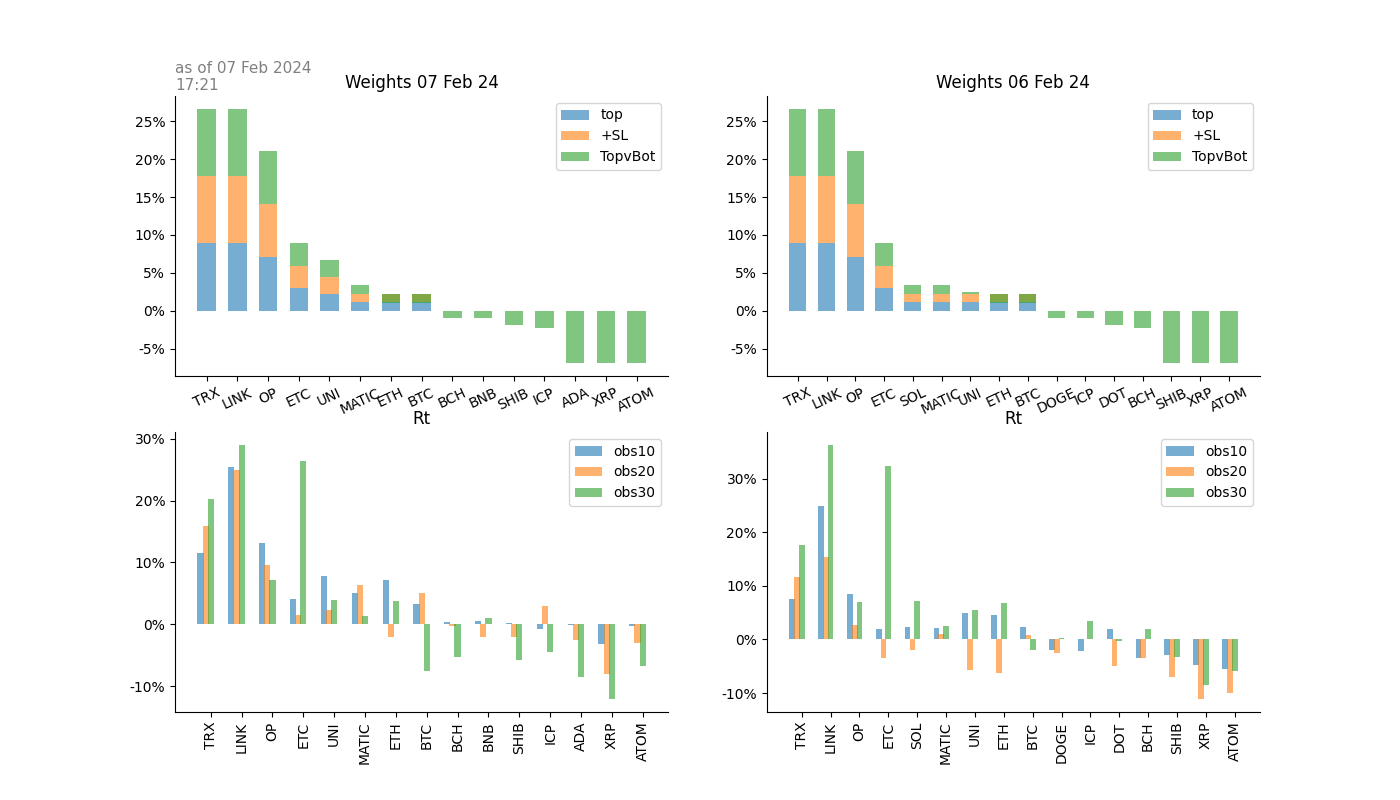 as of 07 Feb 2024
17:21
Weights 07 Feb 24
25%
20%
15%
10%
5%
0%
-5%
top
+SL
TopvBot
TRX LINK OP ETC UNI MATIC ETH BTC BCH BNB SHIB ICP ADA XRP ATOM
Weights 06 Feb 24
25%
20%
15%
10%
5%
0%
-5%
top
+SL
TopvBot
TRX LINK OP ETC SOL MATIC UNI ETH BTC DOGE ICP DOT BCH SHIB XRP ATOM
Rt
30%
20%
10%
0%
-10%
obs10
obs20
obs30
TRX LINK OP ETC UNI MATIC ETH BTC BCH BNB SHIB ICP ADA XRP ATOM
Rt
30%
20%
10%
0%
-10%
obs10
obs20
obs30
TRX LINK OP ETC SOL MATIC UNI ETH BTC DOGE ICP DOT BCH SHIB XRP ATOM